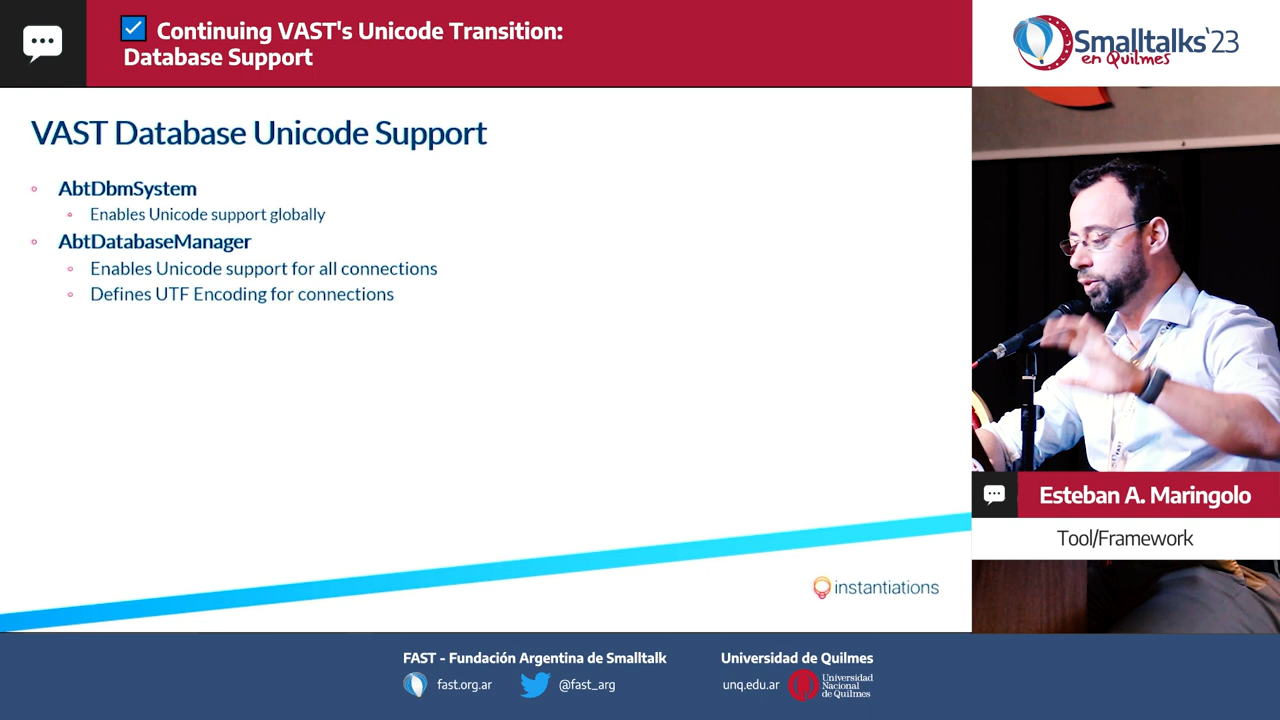 Continuing VAST's Unicode Transition:
Database Support
Smalltalks'23
en Quilmes
VAST Database Unicode Support
AbtDbmSystem
Enables Unicode support globally
AbtDatabaseManager
Enables Unicode support for all connections
Defines UTF Encoding for connections
instantiations
Esteban A. Maringolo
Tool/Framework
FAST - Fundación Argentina de Smalltalk
fast.org.ar
@fast_arg
Universidad de Quilmes
unq.edu.ar
Universidad
Nacional
de Quilmes